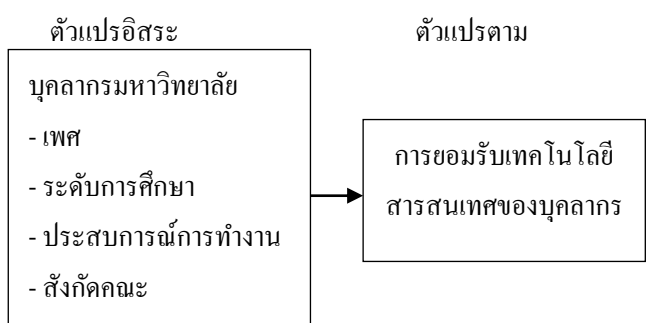 ตัวแปรอิสระ
ตัวแปรตาม
บุคลากรมหาวิทยาลัย
- เพศ
- ระดับการศึกษา
- ประสบการณ์การทำงาน
- สังกัดคณะ
การยอมรับเทคโนโลยี
สารสนเทศของบุคลากร